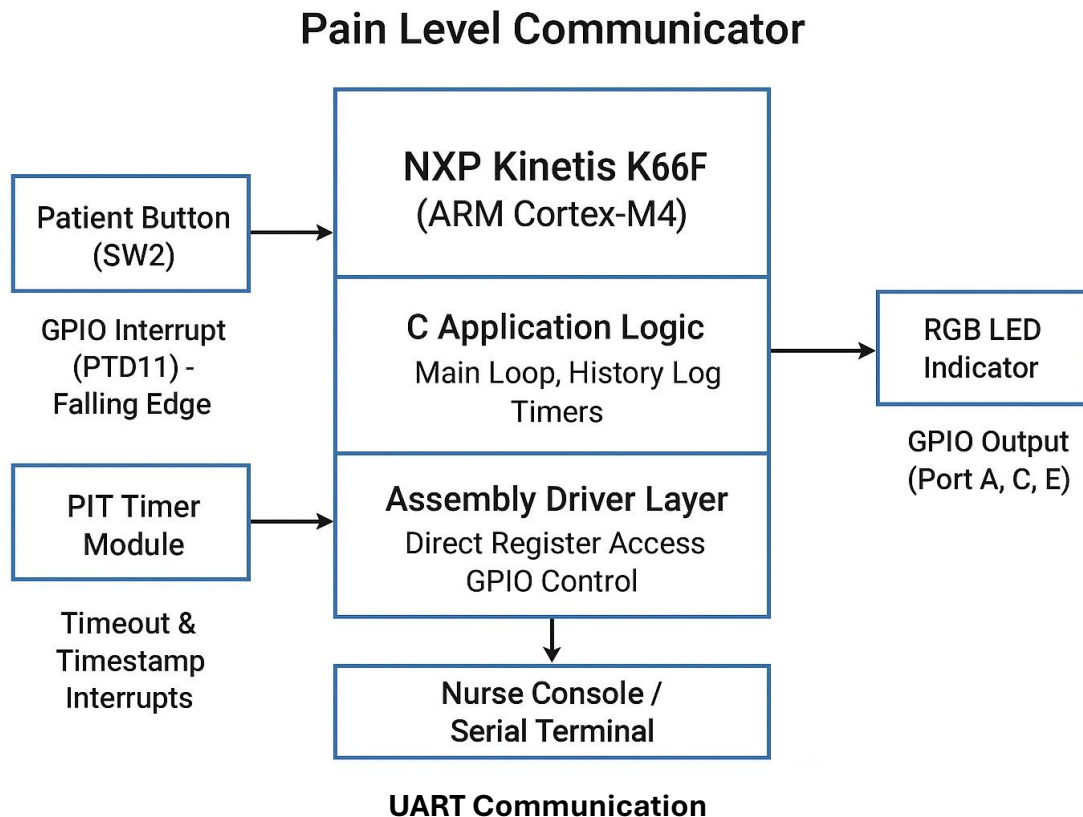 Pain Level Communicator
NXP Kinetis K66F
(ARM Cortex-M4)
Patient Button
(SW2)
GPIO Interrupt
(PTD11) -
Falling Edge
C Application Logic
Main Loop, History Log
Timers
RGB LED
Indicator
GPIO Output
(Port A, C, E)
PIT Timer
Module
Timeout &
Timestamp
Interrupts
Assembly Driver Layer
Direct Register Access
GPIO Control
Nurse Console /
Serial Terminal
UART Communication